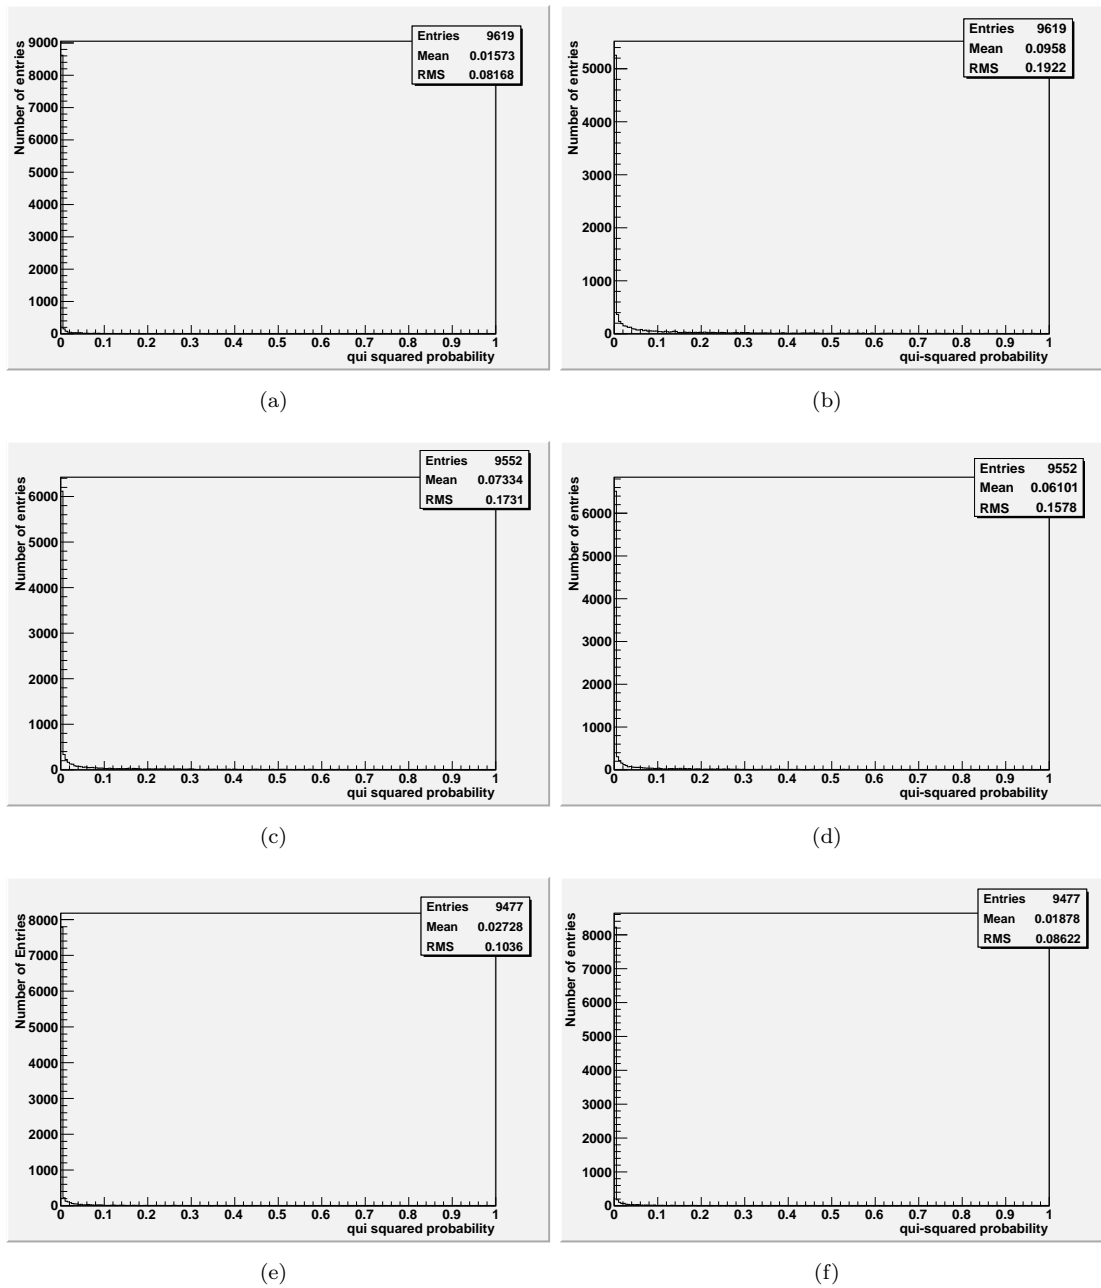 Entries 9619
Mean 0.01573
RMS 0.08168
Number of entries
9000
8000
7000
6000
5000
4000
3000
2000
1000
0
0 0.1 0.2 0.3 0.4 0.5 0.6 0.7 0.8 0.9 1
qui squared probability
(a)
Entries 9619
Mean 0.0958
RMS 0.1922
Number of entries
5000
4000
3000
2000
1000
0
0 0.1 0.2 0.3 0.4 0.5 0.6 0.7 0.8 0.9 1
qui-squared probability
(b)
Entries 9552
Mean 0.07334
RMS 0.1731
Number of entries
6000
5000
4000
3000
2000
1000
0
0 0.1 0.2 0.3 0.4 0.5 0.6 0.7 0.8 0.9 1
qui squared probability
(c)
Entries 9552
Mean 0.06101
RMS 0.1578
Number of entries
6000
5000
4000
3000
2000
1000
0
0 0.1 0.2 0.3 0.4 0.5 0.6 0.7 0.8 0.9 1
qui-squared probability
(d)
Entries 9477
Mean 0.02728
RMS 0.1036
Number of Entries
8000
7000
6000
5000
4000
3000
2000
1000
0
0 0.1 0.2 0.3 0.4 0.5 0.6 0.7 0.8 0.9 1
qui squared probability
(e)
Entries 9477
Mean 0.01878
RMS 0.08622
Number of entries
8000
7000
6000
5000
4000
3000
2000
1000
0
0 0.1 0.2 0.3 0.4 0.5 0.6 0.7 0.8 0.9 1
qui-squared probability
(f)